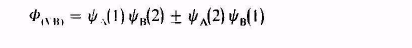 Φ(VB) = ψA(1) ψB(2) ± ψA(2) ψB(1)